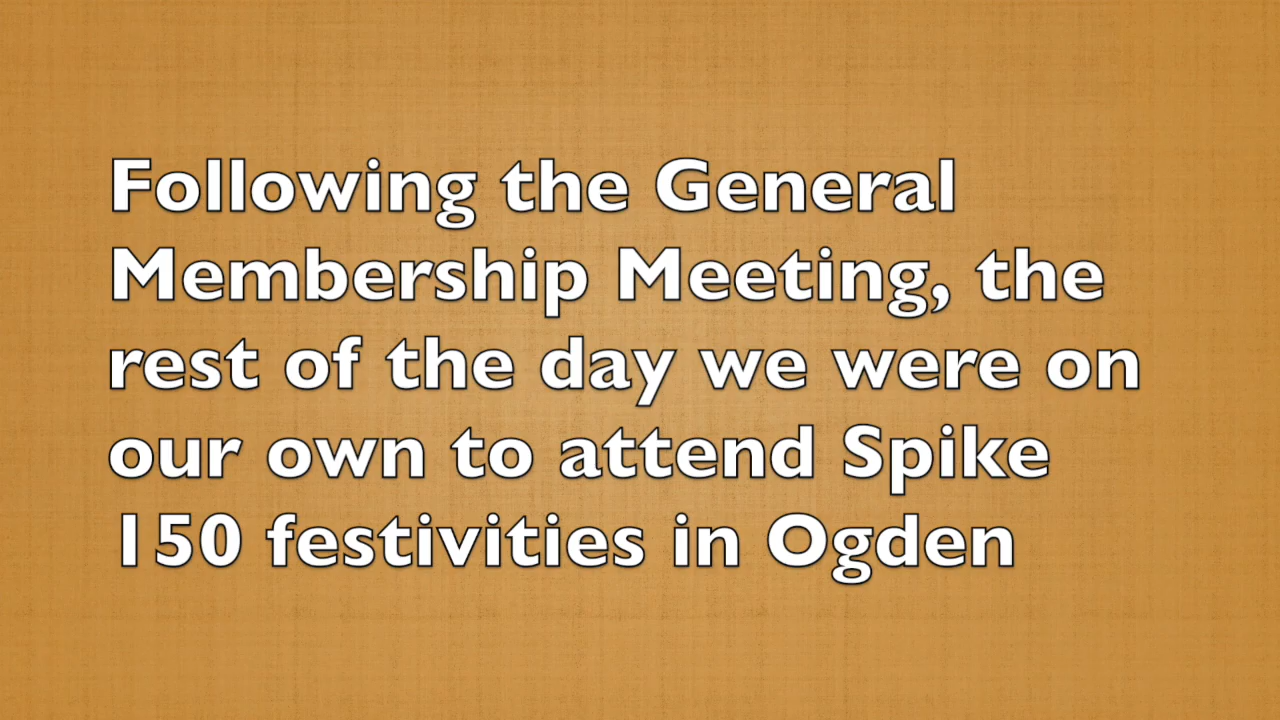 Following the General
Membership Meeting, the
rest of the day we were on
our own to attend Spike
150 festivities in Ogden